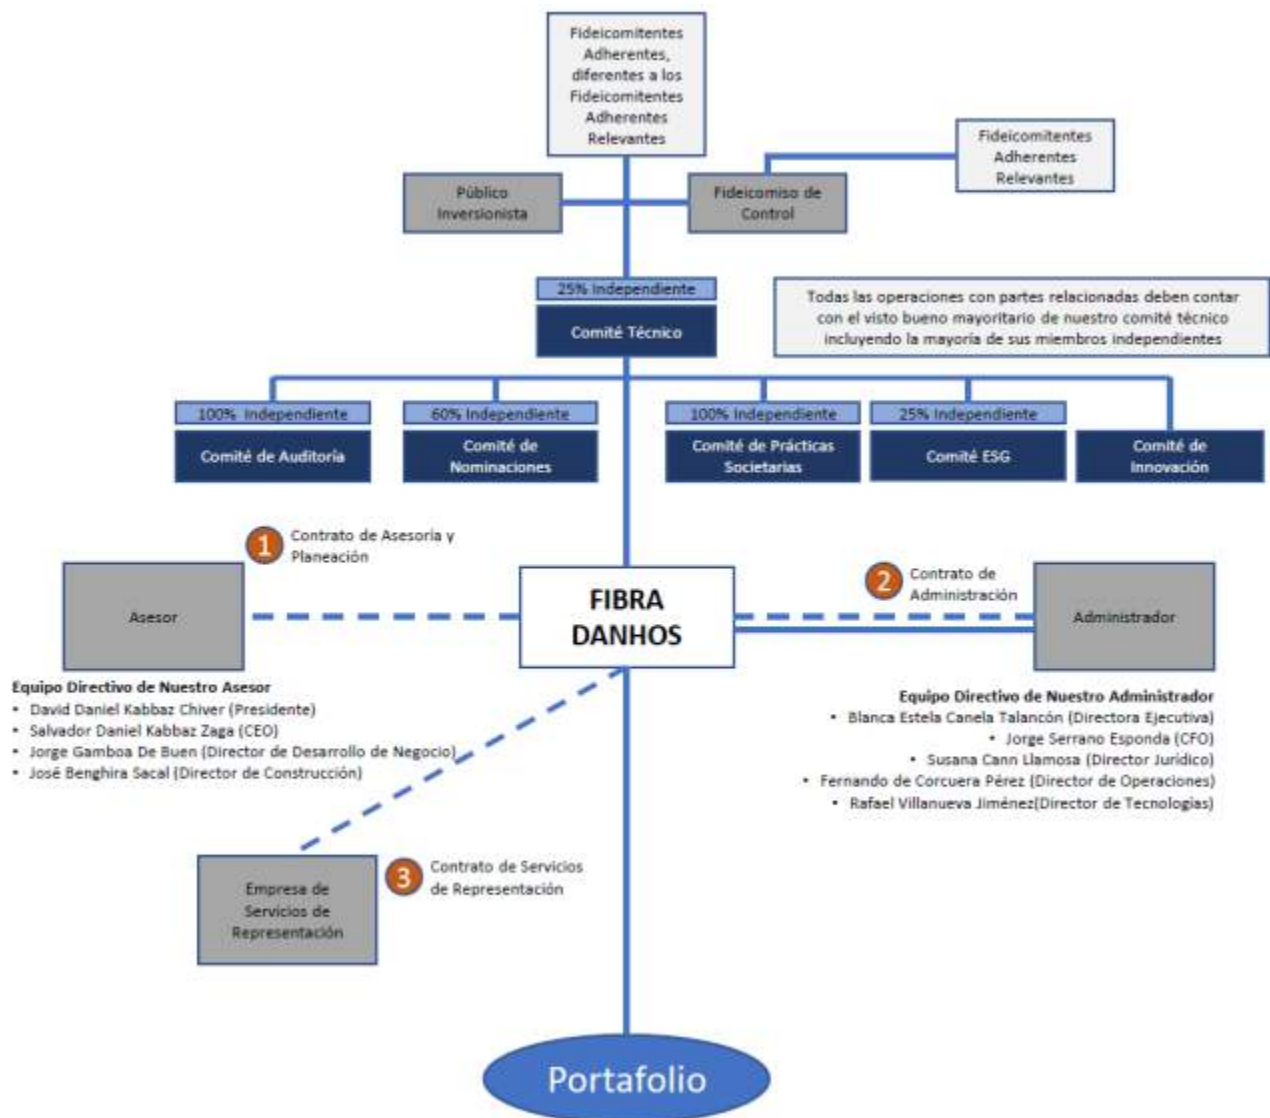 Fideicomitentes
Adherentes,
diferentes a los
Fideicomitentes
Adherentes
Relevantes
Fideicomitentes
Adherentes
Relevantes
Público
Inversionista
Fideicomiso de
Control
25% Independiente
Comité Técnico
Todas las operaciones con partes relacionadas deben contar
con el visto bueno mayoritario de nuestro comité técnico
incluyendo la mayoría de sus miembros independientes
100% Independiente
Comité de Auditoría
60% Independiente
Comité de
Nominaciones
100% Independiente
Comité de Prácticas
Societarias
25% Independiente
Comité ESG
Comité de
Innovación
1
Contrato de Asesoría y
Planeación
Asesor
FIBRA
DANHOS
2
Contrato de
Administración
Administrador
Equipo Directivo de Nuestro Asesor
• David Daniel Kabbaz Chiver (Presidente)
• Salvador Daniel Kabbaz Zaga (CEO)
• Jorge Gamboa De Buen (Director de Desarrollo de Negocio)
• José Benghira Sacal (Director de Construcción)
Equipo Directivo de Nuestro Administrador
• Blanca Estela Canela Talancón (Directora Ejecutiva)
• Jorge Serrano Esponda (CFO)
• Susana Cann Llamosa (Director Jurídico)
• Fernando de Corcuera Pérez (Director de Operaciones)
• Rafael Villanueva Jiménez(Director de Tecnologías)
Empresa de
Servicios de
Representación
3
Contrato de Servicios
de Representación
Portafolio